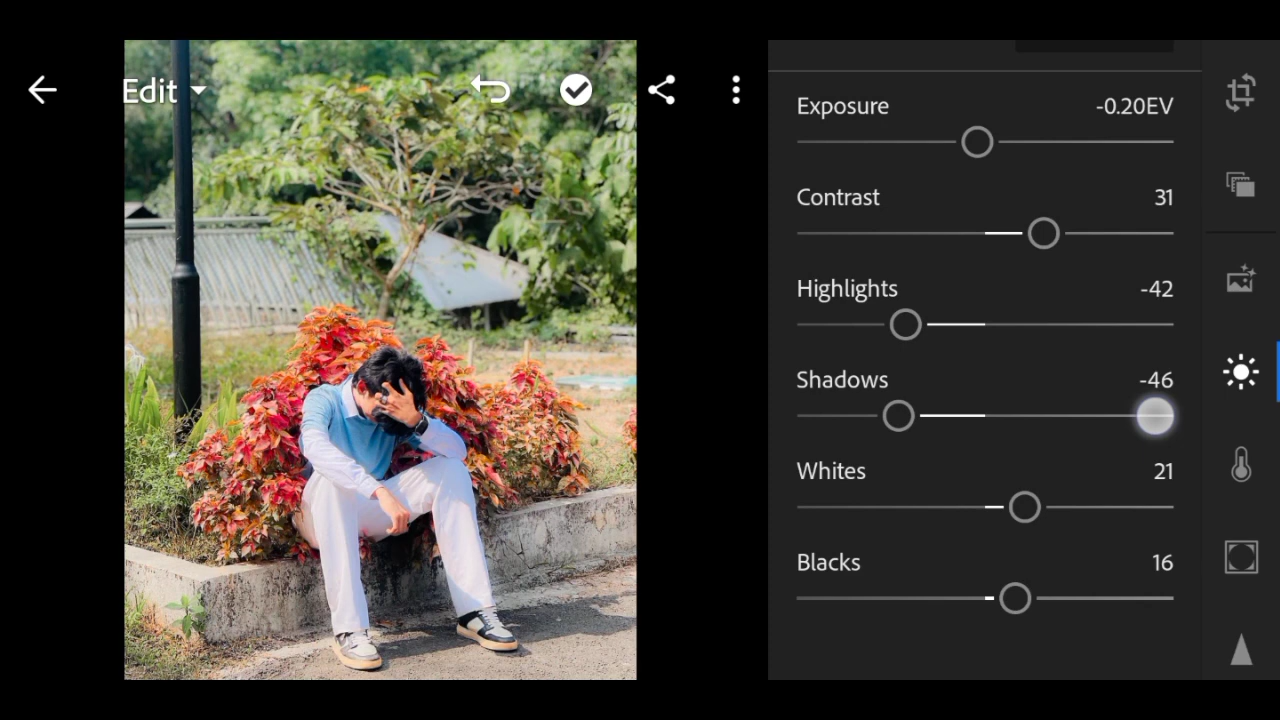 Edit
Exposure -0.20EV
Contrast 31
Highlights -42
Shadows -46
Whites 21
Blacks 16